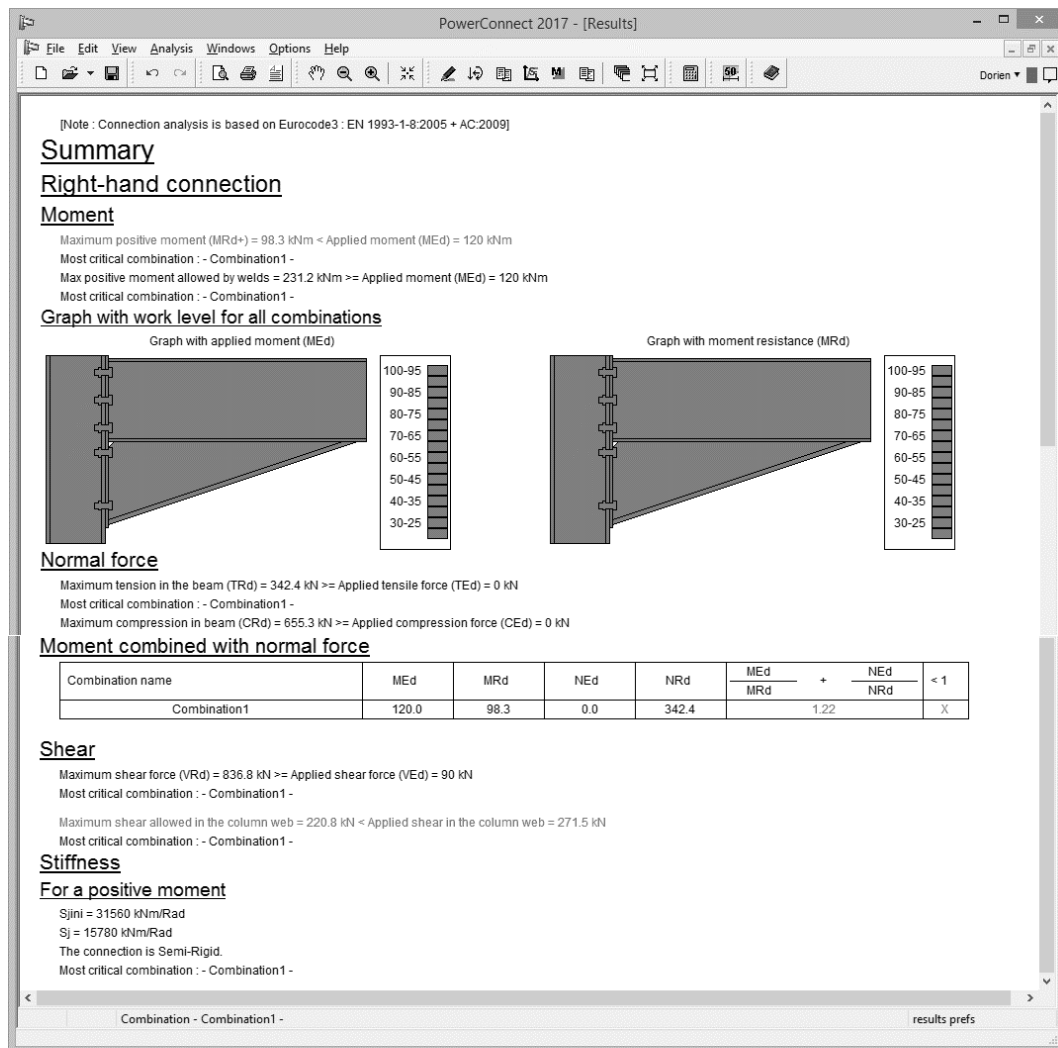 PowerConnect 2017 - [Results]
File Edit View Analysis Windows Options Help
50
Dorien
[Note : Connection analysis is based on Eurocode3 : EN 1993-1-8:2005 + AC:2009]
Summary
Right-hand connection
Moment
Maximum positive moment (MRd+) = 98.3 kNm < Applied moment (MEd) = 120 kNm
Most critical combination : - Combination1 -
Max positive moment allowed by welds = 231.2 kNm >= Applied moment (MEd) = 120 kNm
Most critical combination : - Combination1 -
Graph with work level for all combinations
Graph with applied moment (MEd)
100-95
90-85
80-75
70-65
60-55
50-45
40-35
30-25
Graph with moment resistance (MRd)
100-95
90-85
80-75
70-65
60-55
50-45
40-35
30-25
Normal force
Maximum tension in the beam (TRd) = 342.4 kN >= Applied tensile force (TEd) = 0 kN
Most critical combination : - Combination1 -
Maximum compression in beam (CRd) = 655.3 kN >= Applied compression force (CEd) = 0 kN
Moment combined with normal force
Combination name MEd MRd NEd NRd MEd/MRd + NEd/NRd < 1
Combination1 120.0 98.3 0.0 342.4 1.22 X
Shear
Maximum shear force (VRd) = 836.8 kN >= Applied shear force (VEd) = 90 kN
Most critical combination : - Combination1 -
Maximum shear allowed in the column web = 220.8 kN < Applied shear in the column web = 271.5 kN
Most critical combination : - Combination1 -
Stiffness
For a positive moment
Sjini = 31560 kNm/Rad
Sj = 15780 kNm/Rad
The connection is Semi-Rigid.
Most critical combination : - Combination1 -
Combination - Combination1 - results prefs